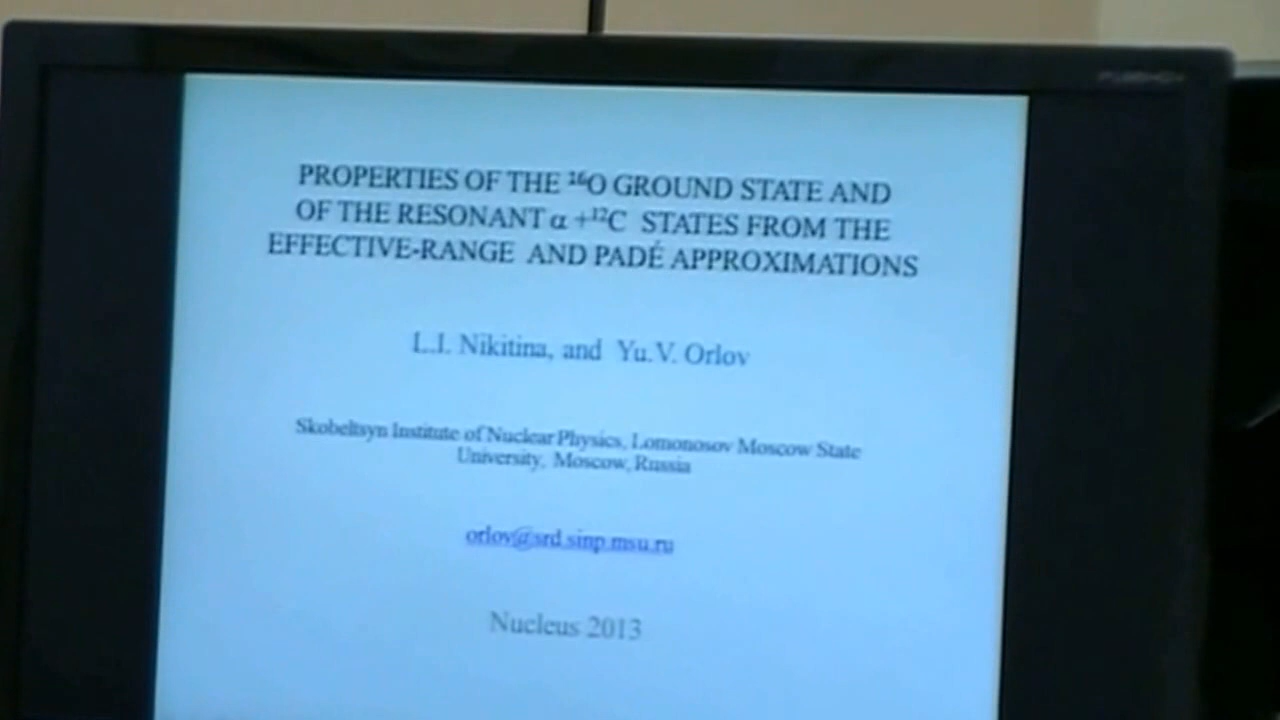 PROPERTIES OF THE ¹⁶O GROUND STATE AND
OF THE RESONANT α +¹²C STATES FROM THE
EFFECTIVE-RANGE AND PADÉ APPROXIMATIONS
L.I. Nikitina, and Yu.V. Orlov
Skobeltsyn Institute of Nuclear Physics, Lomonosov Moscow State
University, Moscow, Russia
orlov@srd.sinp.msu.ru
Nucleus 2013